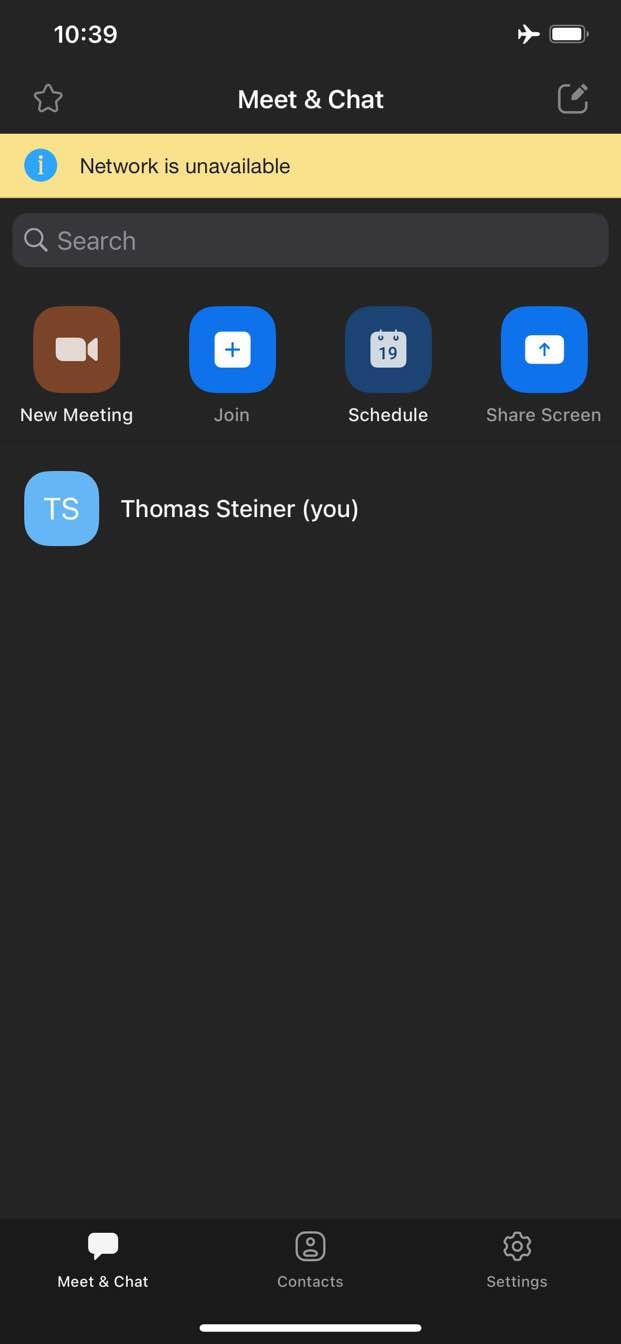 10:39
Meet & Chat
Network is unavailable
Search
19
New Meeting
Join
Schedule
Share Screen
TS
Thomas Steiner (you)
Meet & Chat
Contacts
Settings